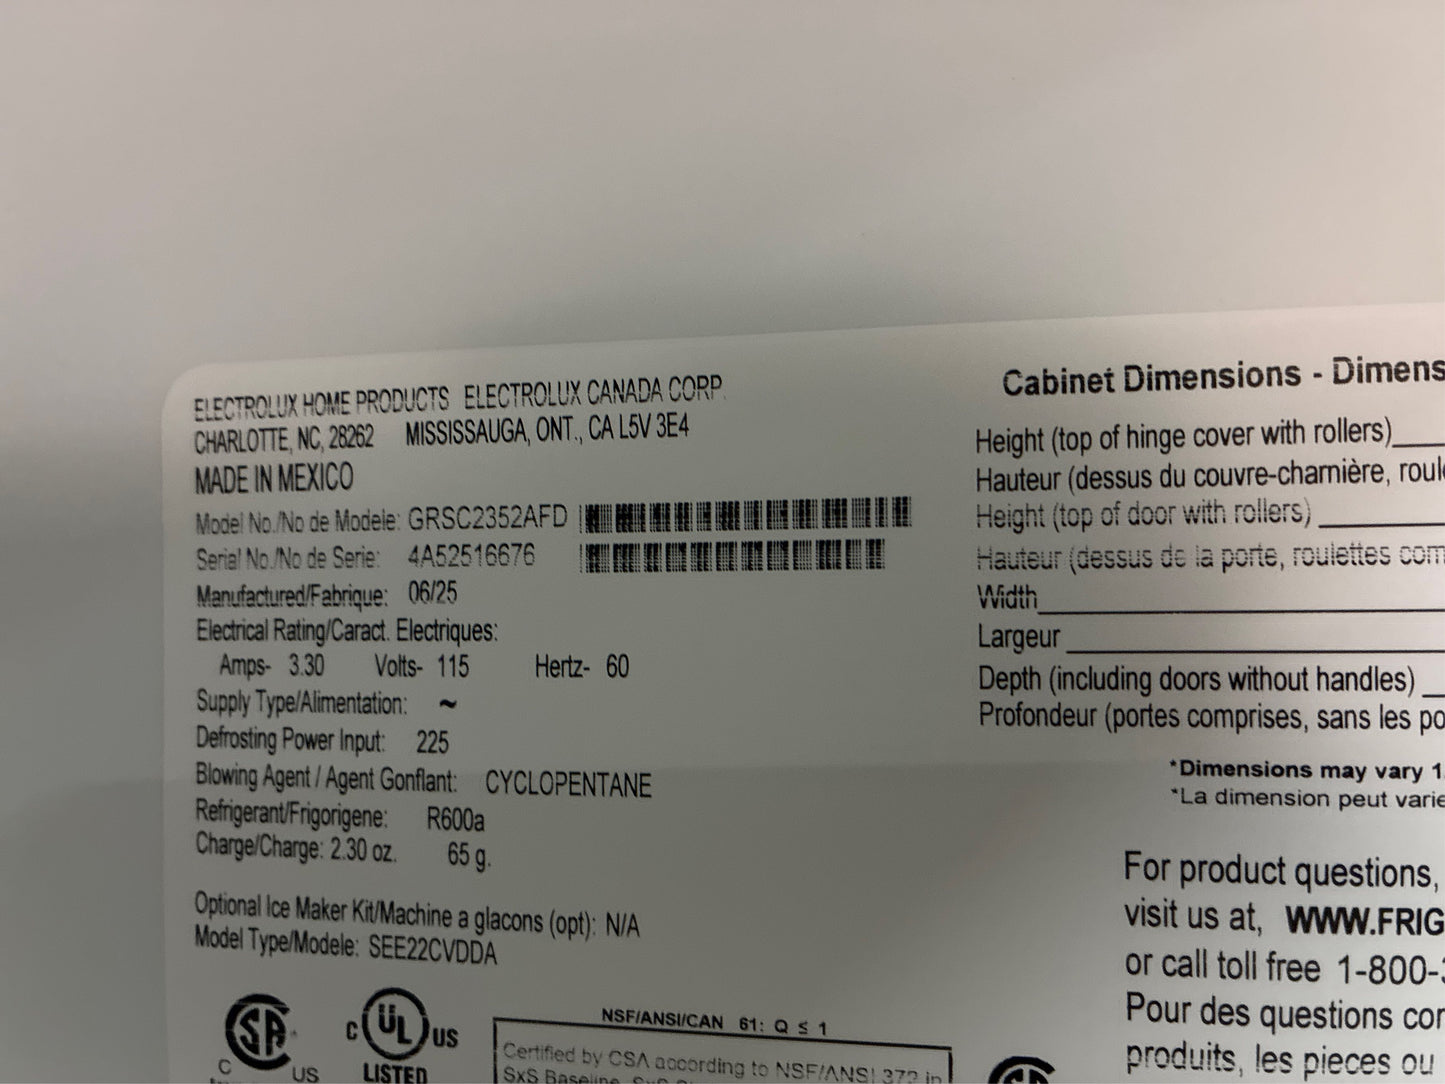 ELECTROLUX HOME PRODUCTS ELECTROLUX CANADA CORP.
CHARLOTTE, NC, 28262 MISSISSAUGA, ONT., CA L5V 3E4
MADE IN MEXICO
Model No./No de Modele: GRSC2352AFD
Serial No./No de Serie: 4A52516676
Manufactured/Fabrique: 06/25
Electrical Rating/Caract. Electriques:
Amps- 3.30 Volts- 115 Hertz- 60
Supply Type/Alimentation: ~
Defrosting Power Input: 225
Blowing Agent / Agent Gonflant: CYCLOPENTANE
Refrigerant/Frigorigene: R600a
Charge/Charge: 2.30 oz. 65 g.
Optional Ice Maker Kit/Machine a glacons (opt): N/A
Model Type/Modele: SEE22CVDDA
SA
C US
C UL US
LISTED
NSF/ANSI/CAN 61: Q ≤ 1
Certified by CSA according to NSF/ANSI 372 in
SxS Baseline,
Cabinet Dimensions - Dimens
Height (top of hinge cover with rollers)
Hauteur (dessus du couvre-charnière, roule
Height (top of door with rollers)
Hauteur (dessus de la porte, roulettes com
Width
Largeur
Depth (including doors without handles)
Profondeur (portes comprises, sans les po
*Dimensions may vary 1
*La dimension peut varie
For product questions,
visit us at, WWW.FRIG
or call toll free 1-800-
Pour des questions con
produits, les pieces ou